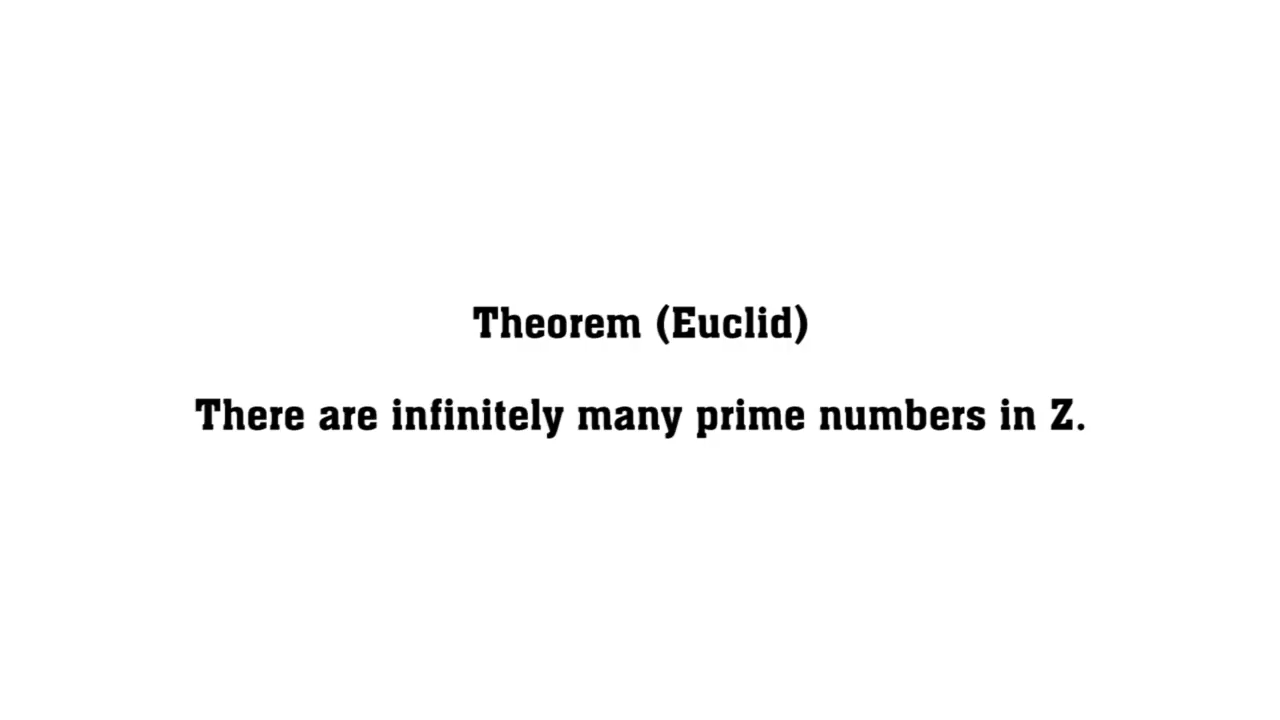 Theorem (Euclid)
There are infinitely many prime numbers in Z.